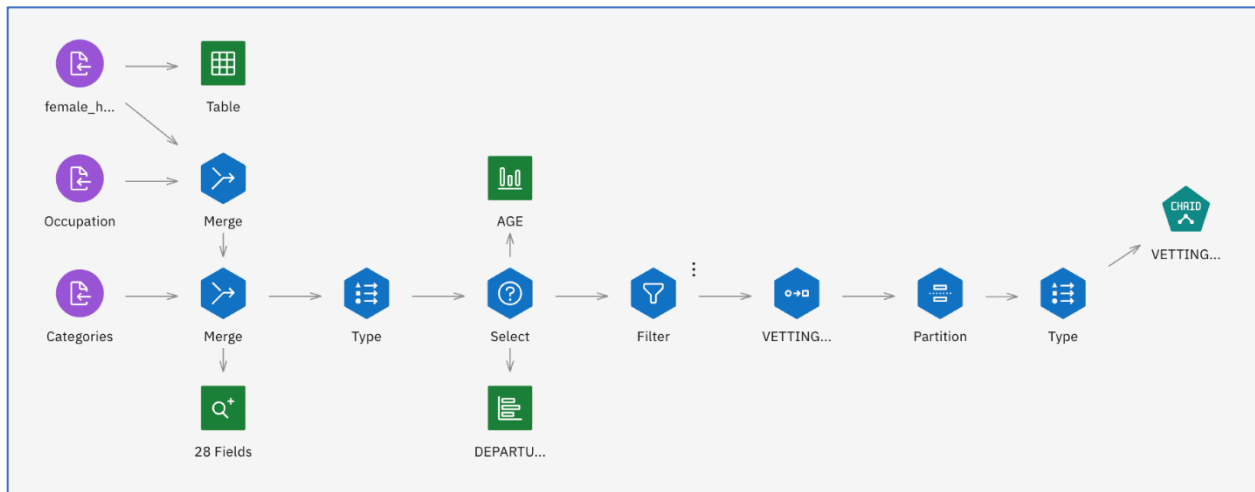 female_h...
Table
Occupation
Merge
AGE
CHAID
VETTING...
Categories
Merge
Type
Select
Filter
VETTING...
Partition
Type
28 Fields
DEPARTU...